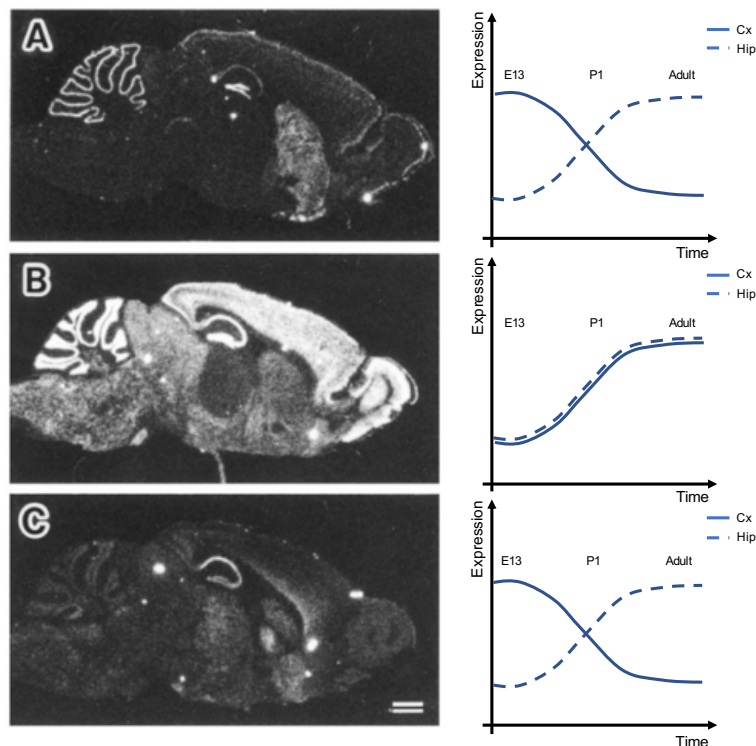 A
Expression
Cx
Hip
E13 P1 Adult
Time
B
Expression
Cx
Hip
E13 P1 Adult
Time
C
Expression
Cx
Hip
E13 P1 Adult
Time